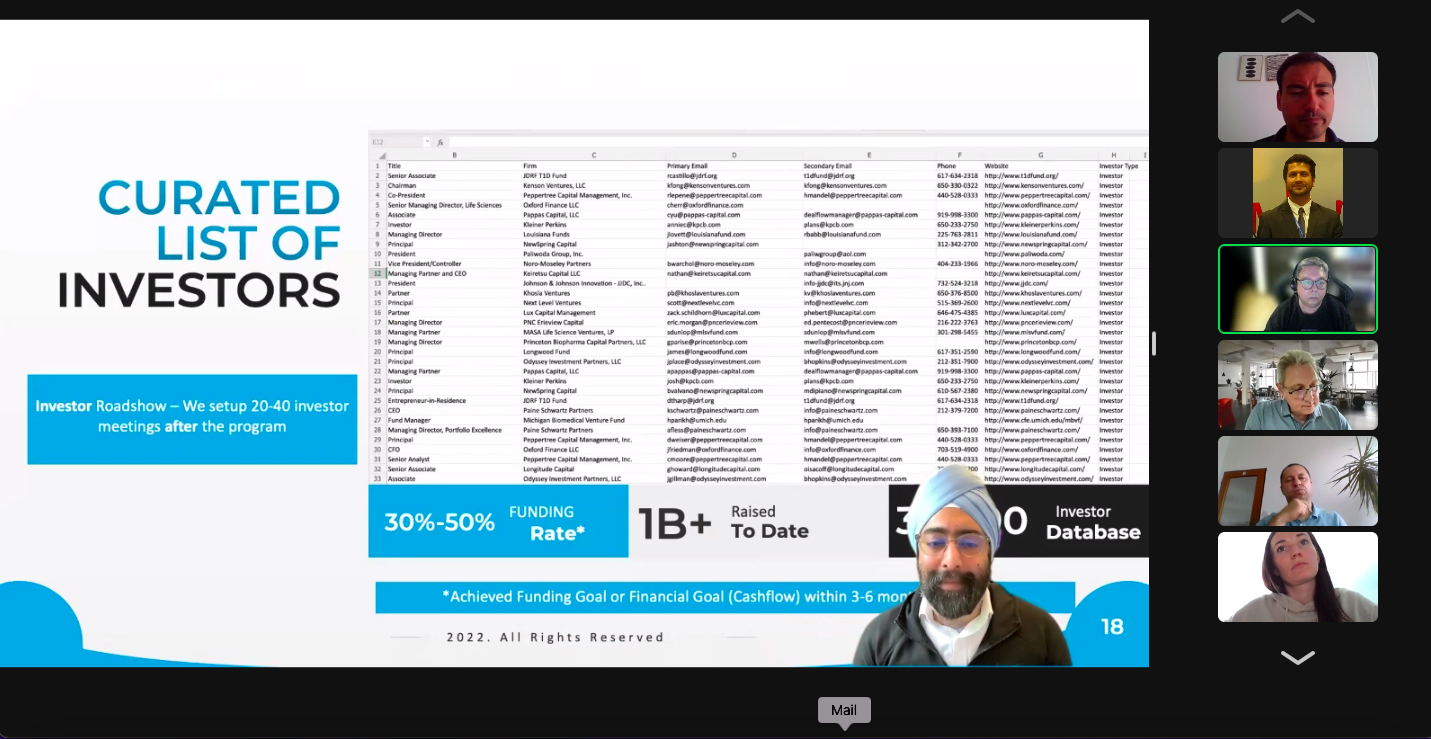 CURATED
LIST OF
INVESTORS
Investor Roadshow – We setup 20-40 investor
meetings after the program
K12 fx
B C D E F G H I
1 Title Firm Primary Email Secondary Email Phone Website Investor Type
2 Senior Associate JDRF T1D Fund rcastillo@jdrf.org t1dfund@jdrf.org 617-634-2318 http://www.t1dfund.org/ Investor
3 Chairman Kenson Ventures, LLC kfong@kensonventures.com kfong@kensonventures.com 650-330-0322 http://www.kensonventures.com/ Investor
4 Co-President Peppertree Capital Management, Inc. rlepene@peppertreecapital.com hmandel@peppertreecapital.com 440-528-0333 http://www.peppertreecapital.com/ Investor
5 Senior Managing Director, Life Sciences Oxford Finance LLC cherr@oxfordfinance.com http://www.oxfordfinance.com/ Investor
6 Associate Pappas Capital, LLC cyu@pappas-capital.com dealflowmanager@pappas-capital.com 919-998-3300 http://www.pappas-capital.com/ Investor
7 Investor Kleiner Perkins anniec@kpcb.com plans@kpcb.com 650-233-2750 http://www.kleinerperkins.com/ Investor
8 Managing Director Louisiana Funds jlovett@louisianafund.com rbabb@louisianafund.com 225-763-2811 http://www.louisianafund.com/ Investor
9 Principal NewSpring Capital jashton@newspringcapital.com 312-342-2700 http://www.newspringcapital.com/ Investor
10 President Paliwoda Group, Inc. paliwgroup@aol.com http://www.paliwoda.com/ Investor
11 Vice President/Controller Noro-Moseley Partners bwarchol@noro-moseley.com info@noro-moseley.com 404-233-1966 http://www.noro-moseley.com/ Investor
12 Managing Partner and CEO Keiretsu Capital LLC nathan@keiretsucapital.com nathan@keiretsucapital.com http://www.keiretsucapital.com/ Investor
13 President Johnson & Johnson Innovation - JJDC, Inc.. info-jjdc@its.jnj.com 732-524-3218 http://www.jjdc.com/ Investor
14 Partner Khosla Ventures pb@khoslaventures.com kv@khoslaventures.com 650-376-8500 http://www.khoslaventures.com/ Investor
15 Principal Next Level Ventures scott@nextlevelvc.com info@nextlevelvc.com 515-369-2600 http://www.nextlevelvc.com/ Investor
16 Partner Lux Capital Management zack.schildhorn@luxcapital.com phebert@luxcapital.com 646-475-4385 http://www.luxcapital.com/ Investor
17 Managing Director PNC Erieview Capital eric.morgan@pncerieview.com ed.pentecost@pncerieview.com 216-222-3763 http://www.pncerieview.com/ Investor
18 Managing Partner MASA Life Science Ventures, LP sdunlop@mlsvfund.com sdunlop@mlsvfund.com 301-298-5455 http://www.mlsvfund.com/ Investor
19 Managing Director Princeton Biopharma Capital Partners, LLC gparise@princetonbcp.com mwells@princetonbcp.com http://www.princetonbcp.com/ Investor
20 Principal Longwood Fund james@longwoodfund.com info@longwoodfund.com 617-351-2590 http://www.longwoodfund.com/ Investor
21 Principal Odyssey Investment Partners, LLC jplace@odysseyinvestment.com bhopkins@odysseyinvestment.com 212-351-7900 http://www.odysseyinvestment.com/ Investor
22 Managing Partner Pappas Capital, LLC apappas@pappas-capital.com dealflowmanager@pappas-capital.com 919-998-3300 http://www.pappas-capital.com/ Investor
23 Investor Kleiner Perkins josh@kpcb.com plans@kpcb.com 650-233-2750 http://www.kleinerperkins.com/ Investor
24 Principal NewSpring Capital bvalvano@newspringcapital.com mdipiano@newspringcapital.com 610-567-2380 http://www.newspringcapital.com/ Investor
25 Entrepreneur-in-Residence JDRF T1D Fund dtharp@jdrf.org t1dfund@jdrf.org 617-634-2318 http://www.t1dfund.org/ Investor
26 CEO Paine Schwartz Partners kschwartz@paineschwartz.com info@paineschwartz.com 212-379-7200 http://www.paineschwartz.com/ Investor
27 Fund Manager Michigan Biomedical Venture Fund hparikh@umich.edu hparikh@umich.edu http://www.cfe.umich.edu/mbvf/ Investor
28 Managing Director, Portfolio Excellence Paine Schwartz Partners afless@paineschwartz.com info@paineschwartz.com 650-393-7100 http://www.paineschwartz.com/ Investor
29 Principal Peppertree Capital Management, Inc. dweiser@peppertreecapital.com hmandel@peppertreecapital.com 440-528-0333 http://www.peppertreecapital.com/ Investor
30 CFO Oxford Finance LLC jfriedman@oxfordfinance.com info@oxfordfinance.com 703-519-4900 http://www.oxfordfinance.com/ Investor
31 Senior Analyst Peppertree Capital Management, Inc. cmoore@peppertreecapital.com hmandel@peppertreecapital.com 440-528-0333 http://www.peppertreecapital.com/ Investor
32 Senior Associate Longitude Capital ghoward@longitudecapital.com oisacoff@longitudecapital.com http://www.longitudecapital.com/ Investor
33 Associate Odyssey Investment Partners, LLC jgillman@odysseyinvestment.com bhopkins@odysseyinvestment.com http://www.odysseyinvestment.com/ Investor
30%-50% FUNDING
Rate*
1B+ Raised
To Date
Investor
Database
*Achieved Funding Goal or Financial Goal (Cashflow) within 3-6
2022. All Rights Reserved
18
Mail